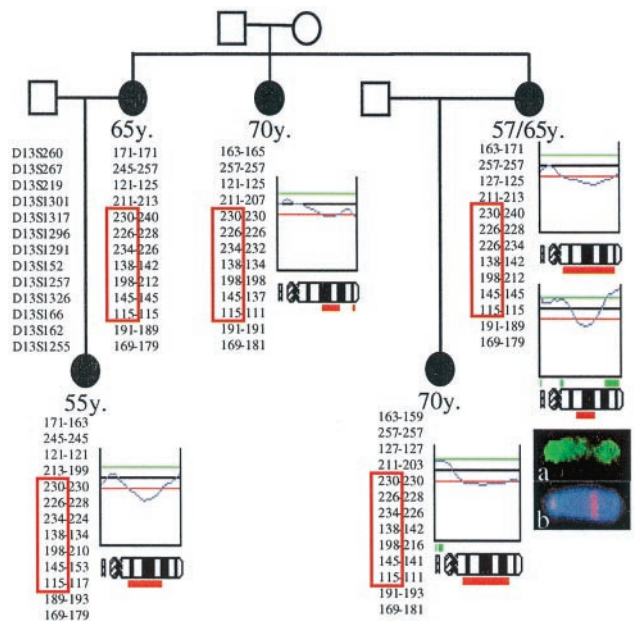 65y. 70y. 57/65y.
D13S260 171-171 163-165 163-171
D13S267 245-257 257-257 257-257
D13S219 121-125 121-125 127-125
D13S1301 211-213 211-207 211-213
D13S1317 230-240 230-230 230-240
D13S1296 226-228 226-226 226-228
D13S1291 234-226 234-232 226-234
D13S152 138-142 138-134 138-142
D13S1257 198-212 198-198 198-212
D13S1326 145-145 145-137 145-145
D13S166 115-115 115-111 115-115
D13S162 191-189 191-191 191-189
D13S1255 169-179 169-181 169-179
55y.
171-163
245-245
121-121
213-199
230-230
226-228
234-224
138-134
198-210
145-153
115-117
189-193
169-179
70y.
163-159
257-257
127-127
211-203
230-230
226-228
234-226
138-142
198-216
145-141
115-111
191-193
169-181
a
b